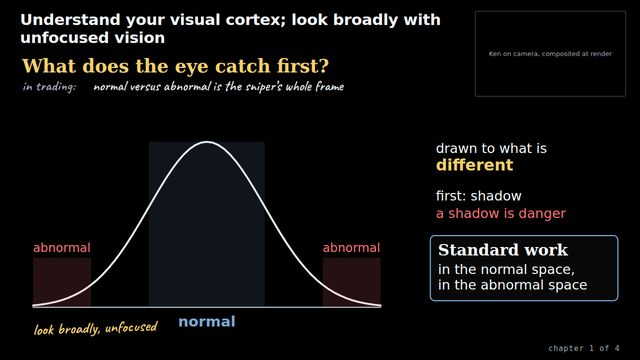 Understand your visual cortex; look broadly with
unfocused vision
Ken on camera, composited at render
What does the eye catch first?
in trading: normal versus abnormal is the sniper's whole frame
drawn to what is
different
first: shadow
a shadow is danger
abnormal
abnormal
Standard work
in the normal space,
in the abnormal space
look broadly, unfocused
normal
chapter 1 of 4